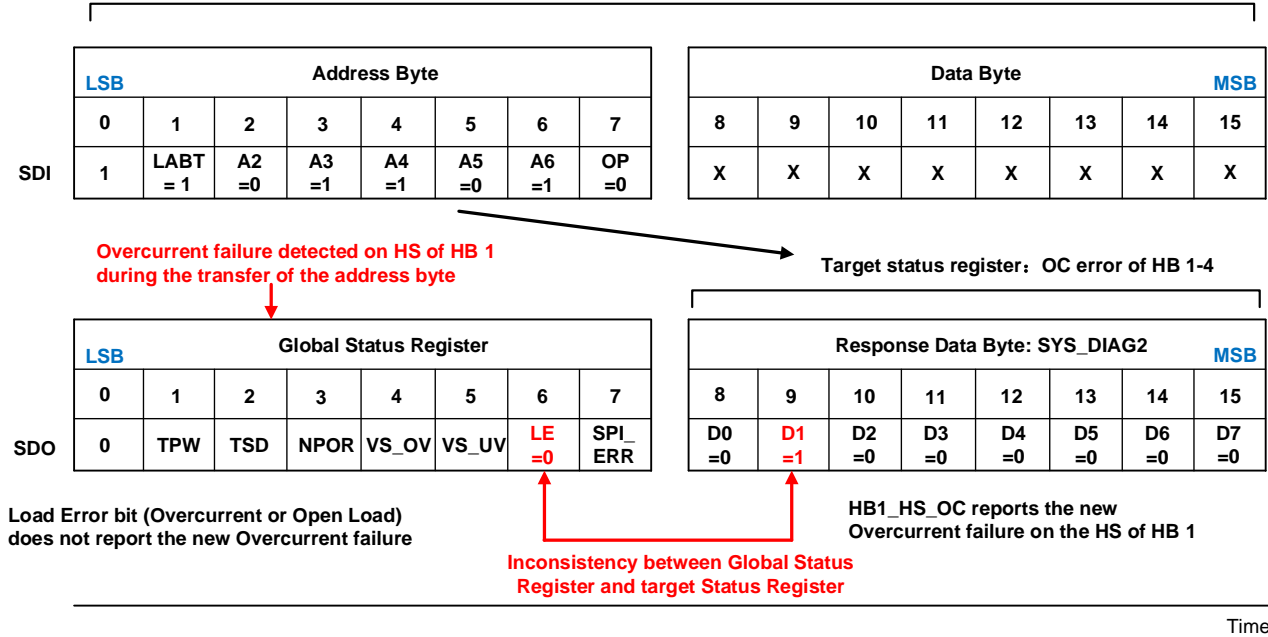 Address Byte
LSB
Data Byte
MSB
0 1 2 3 4 5 6 7 8 9 10 11 12 13 14 15
SDI 1 LABT = 1 A2 =0 A3 =1 A4 =1 A5 =0 A6 =1 OP =0 X X X X X X X X
Overcurrent failure detected on HS of HB 1
during the transfer of the address byte
Target status register：OC error of HB 1-4
Global Status Register
LSB
Response Data Byte: SYS_DIAG2
MSB
0 1 2 3 4 5 6 7 8 9 10 11 12 13 14 15
SDO 0 TPW TSD NPOR VS_OV VS_UV LE =0 SPI_ ERR D0 =0 D1 =1 D2 =0 D3 =0 D4 =0 D5 =0 D6 =0 D7 =0
Load Error bit (Overcurrent or Open Load)
does not report the new Overcurrent failure
HB1_HS_OC reports the new
Overcurrent failure on the HS of HB 1
Inconsistency between Global Status
Register and target Status Register
Time